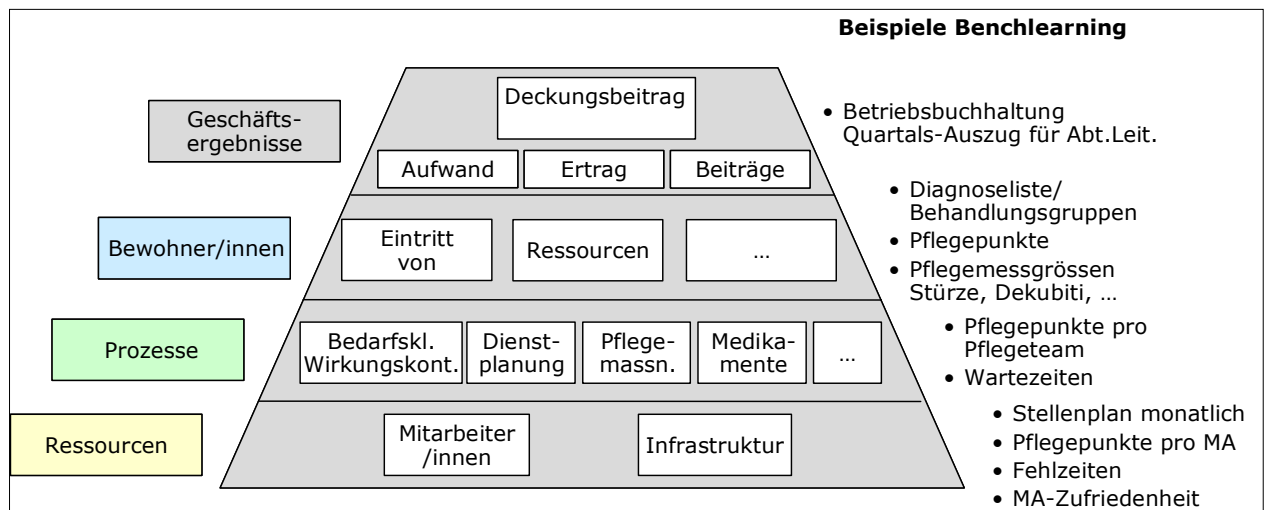 Beispiele Benchlearning
Geschäfts-
ergebnisse
Deckungsbeitrag
Aufwand
Ertrag
Beiträge
• Betriebsbuchhaltung
Quartals-Auszug für Abt.Leit.
Bewohner/innen
Eintritt
von
Ressourcen
...
• Diagnoseliste/
Behandlungsgruppen
• Pflegepunkte
• Pflegemessgrössen
Stürze, Dekubiti, ...
Prozesse
Bedarfskl.
Wirkungskont.
Dienst-
planung
Pflege-
massn.
Medika-
mente
...
• Pflegepunkte pro
Pflegeteam
• Wartezeiten
Ressourcen
Mitarbeiter
/innen
Infrastruktur
• Stellenplan monatlich
• Pflegepunkte pro MA
• Fehlzeiten
• MA-Zufriedenheit